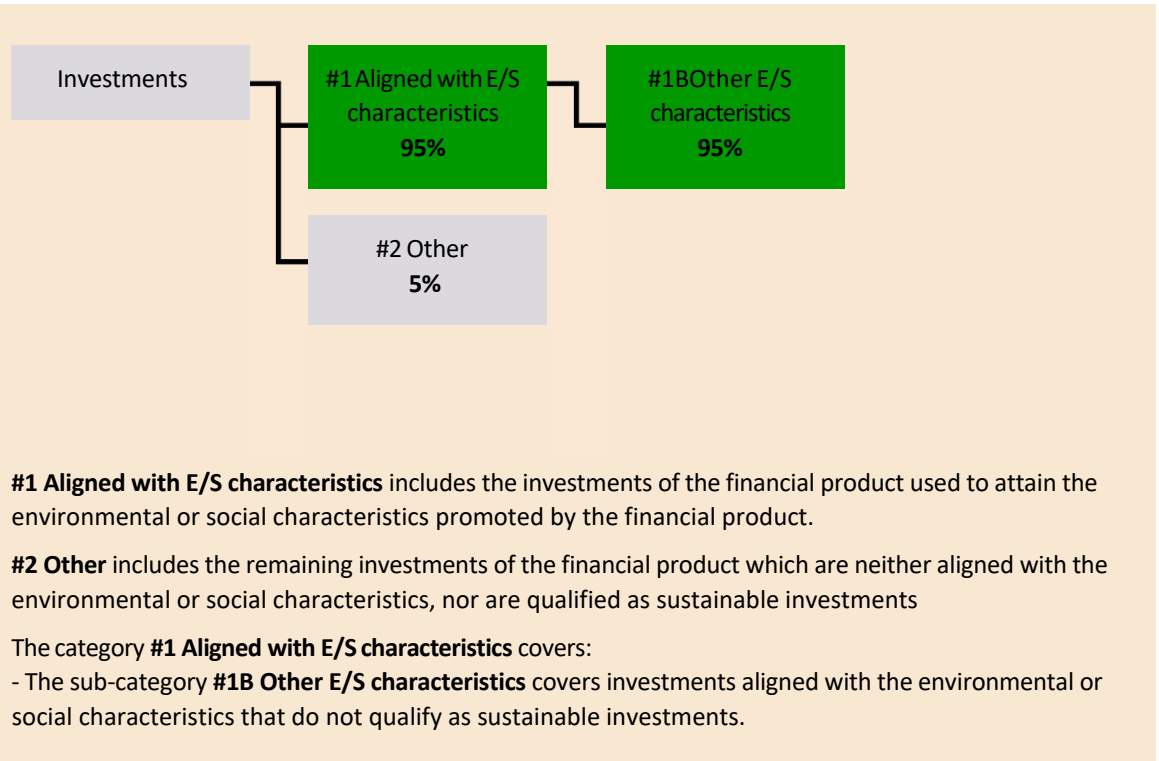 Investments
#1 Aligned with E/S
characteristics
95%
#1B Other E/S
characteristics
95%
#2 Other
5%
#1 Aligned with E/S characteristics includes the investments of the financial product used to attain the
environmental or social characteristics promoted by the financial product.
#2 Other includes the remaining investments of the financial product which are neither aligned with the
environmental or social characteristics, nor are qualified as sustainable investments
The category #1 Aligned with E/S characteristics covers:
- The sub-category #1B Other E/S characteristics covers investments aligned with the environmental or
social characteristics that do not qualify as sustainable investments.